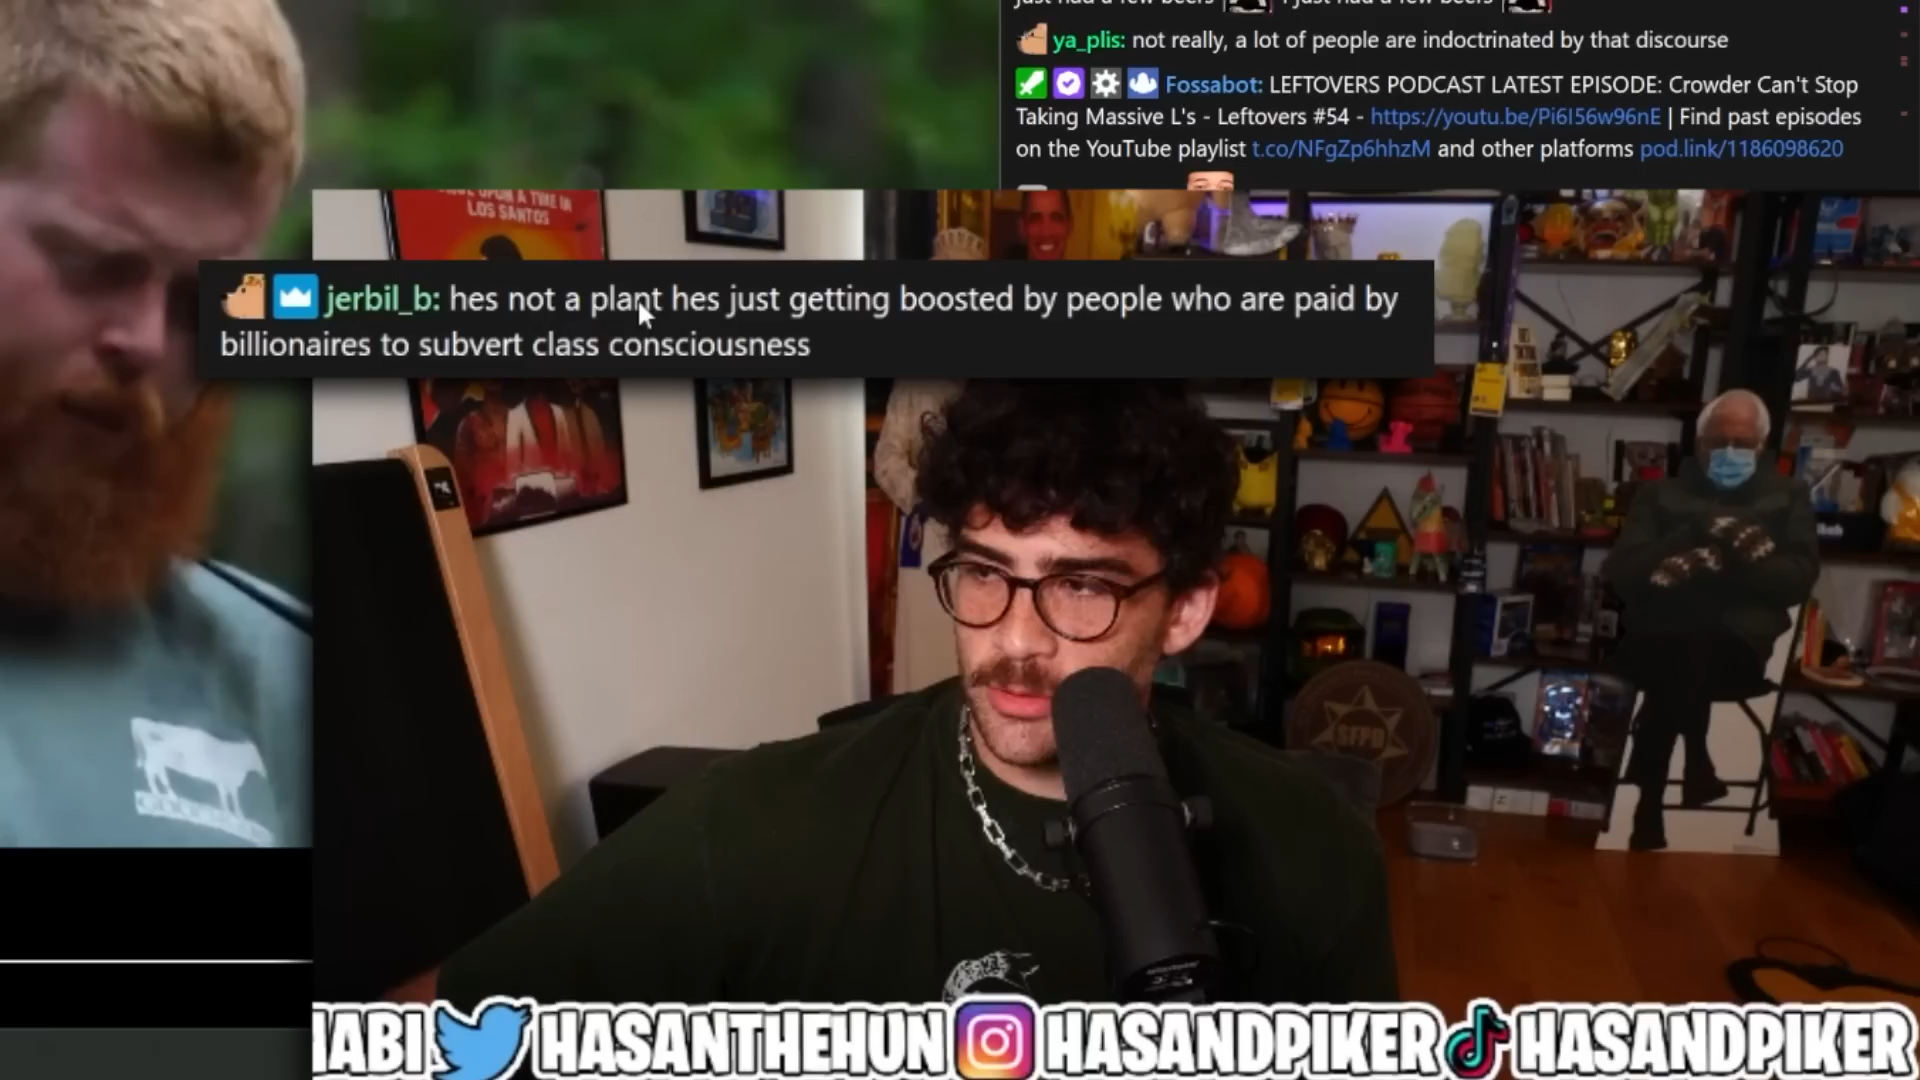 ya_plis: not really, a lot of people are indoctrinated by that discourse
Fossabot: LEFTOVERS PODCAST LATEST EPISODE: Crowder Can't Stop
Taking Massive L's - Leftovers #54 - https://youtu.be/Pi6I56w96nE | Find past episodes
on the YouTube playlist t.co/NFgZp6hhzM and other platforms pod.link/1186098620
A TIME IN
LOS SANTOS
jerbil_b: hes not a plant hes just getting boosted by people who are paid by
billionaires to subvert class consciousness
SFPD
HASANTHEHUN HASANDPIKER HASANDPIKER